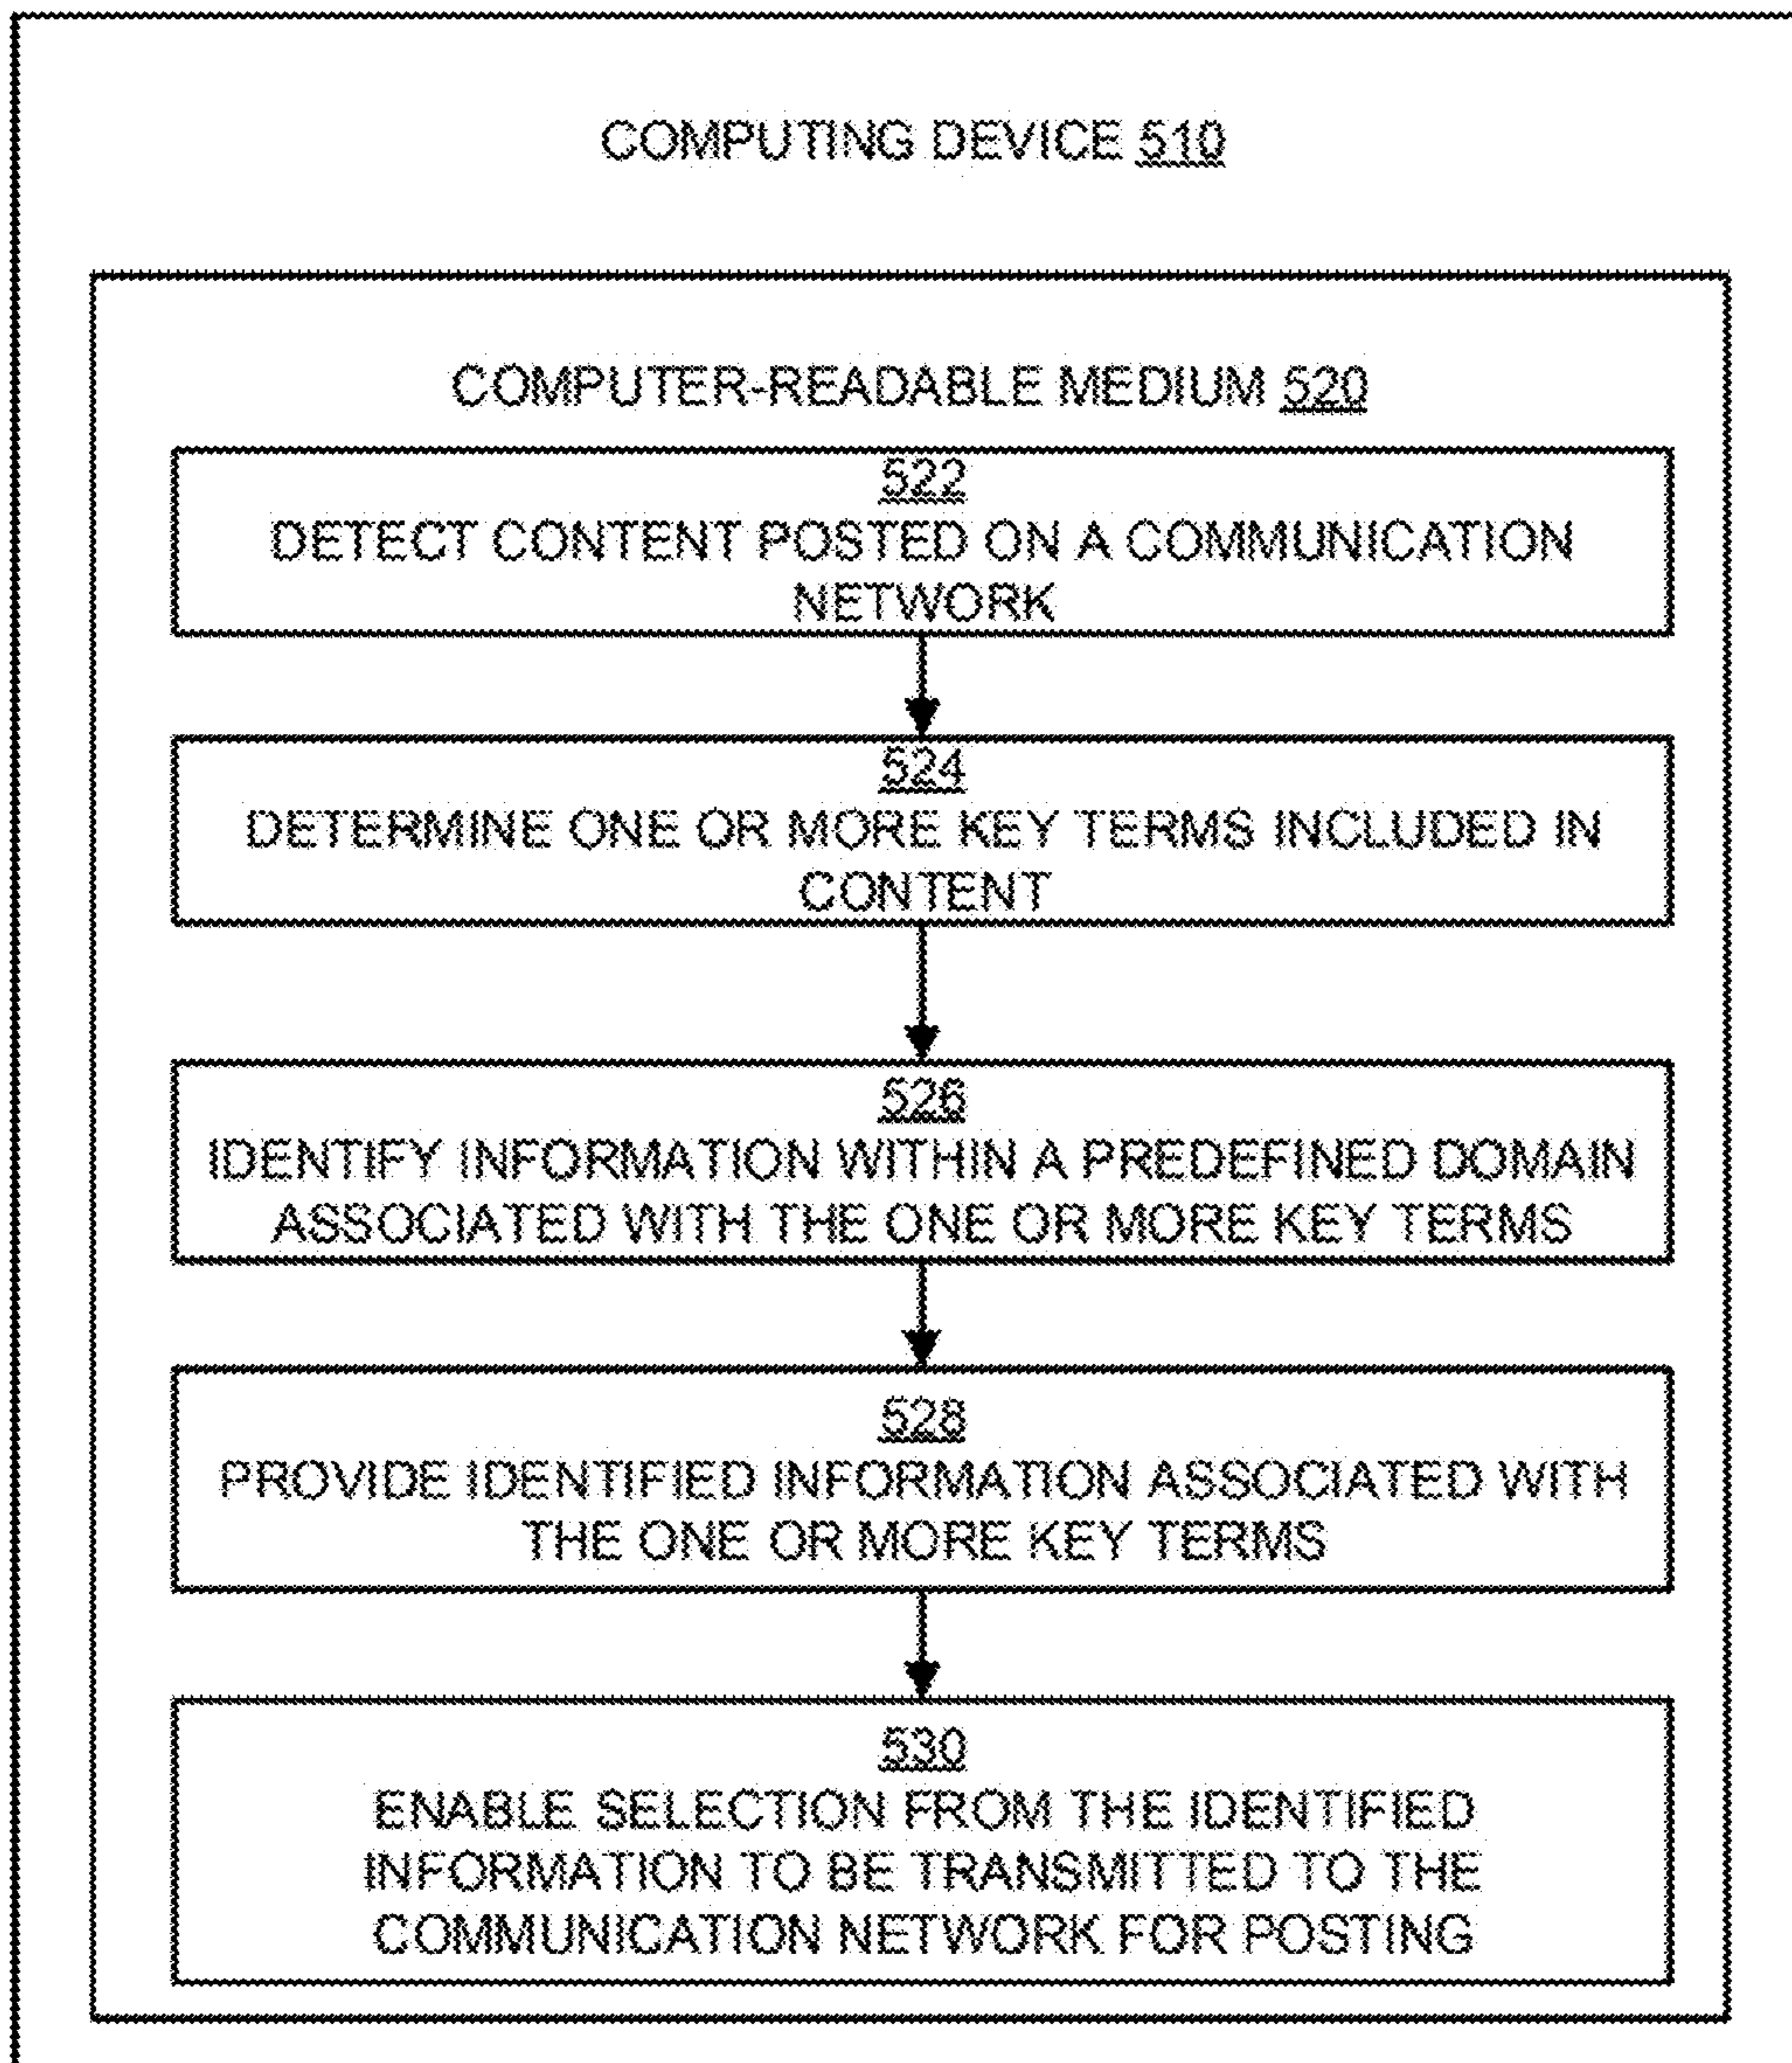 COMPUTING DEVICE 510
COMPUTER-READABLE MEDIUM 520
522
DETECT CONTENT POSTED ON A COMMUNICATION
NETWORK
524
DETERMINE ONE OR MORE KEY TERMS INCLUDED IN
CONTENT
526
IDENTIFY INFORMATION WITHIN A PREDEFINED DOMAIN
ASSOCIATED WITH THE ONE OR MORE KEY TERMS
528
PROVIDE IDENTIFIED INFORMATION ASSOCIATED WITH
THE ONE OR MORE KEY TERMS
530
ENABLE SELECTION FROM THE IDENTIFIED
INFORMATION TO BE TRANSMITTED TO THE
COMMUNICATION NETWORK FOR POSTING